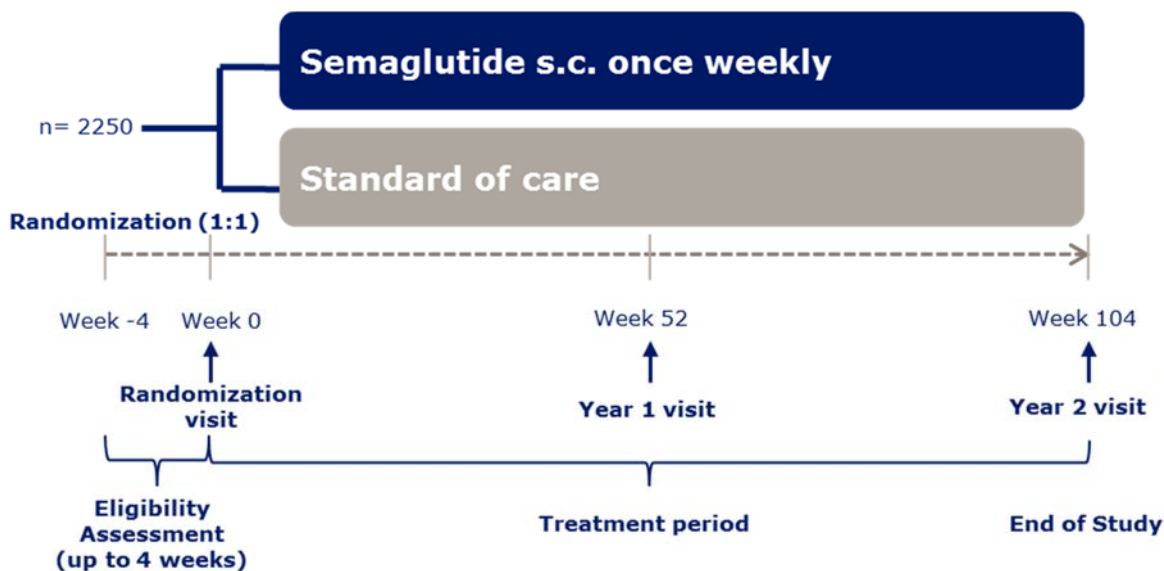 Semaglutide s.c. once weekly
n= 2250
Standard of care
Randomization (1:1)
Week -4
Week 0
Week 52
Week 104
Randomization
visit
Year 1 visit
Year 2 visit
Eligibility
Assessment
(up to 4 weeks)
Treatment period
End of Study